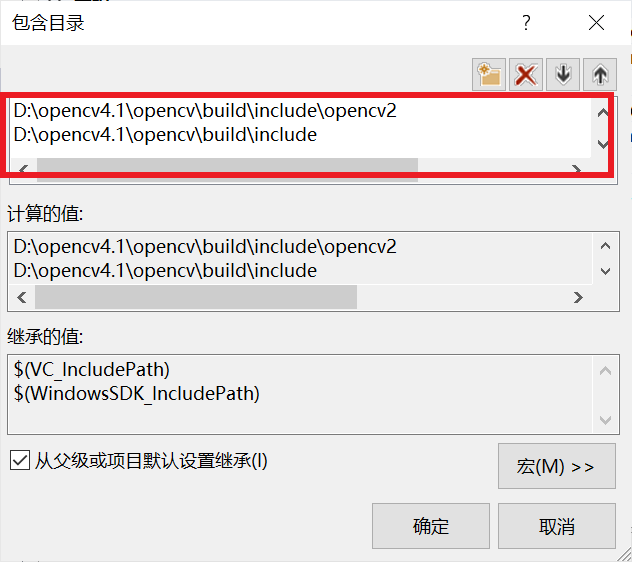 包含目录
?
D:\opencv4.1\opencv\build\include\opencv2
D:\opencv4.1\opencv\build\include
计算的值:
D:\opencv4.1\opencv\build\include\opencv2
D:\opencv4.1\opencv\build\include
继承的值:
$(VC_IncludePath)
$(WindowsSDK_IncludePath)
从父级或项目默认设置继承(I)
宏(M) >>
确定
取消